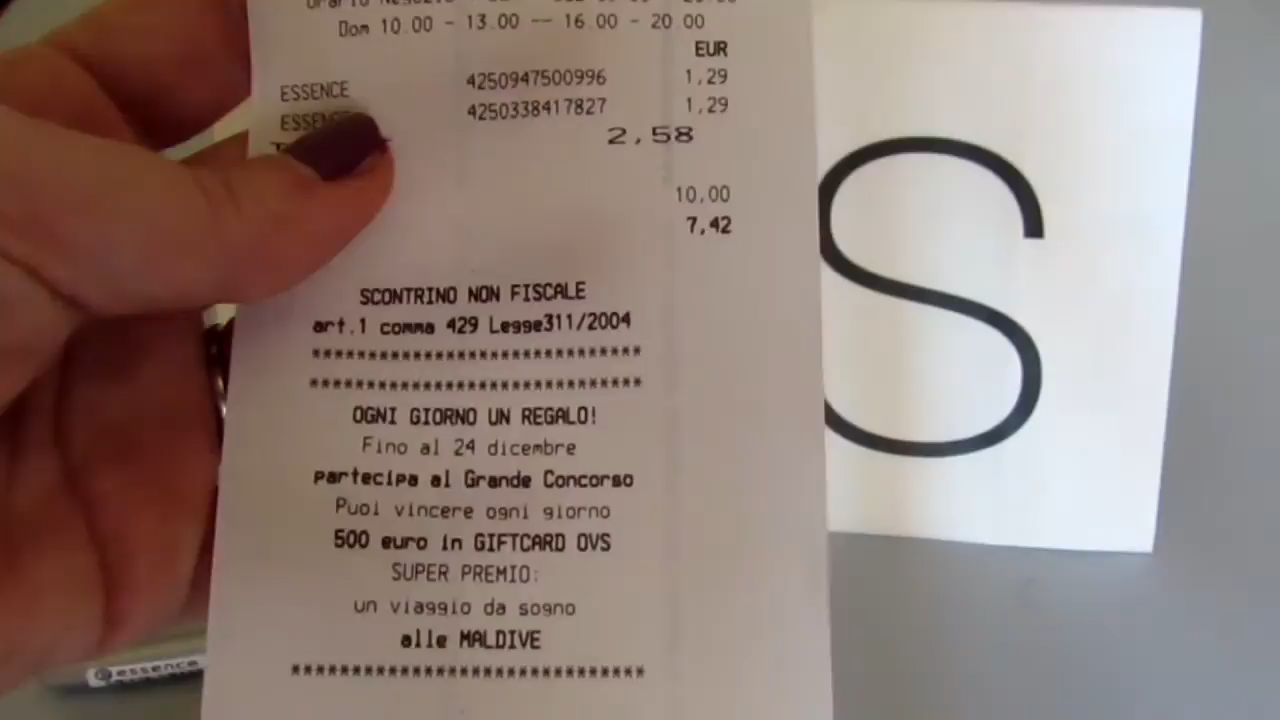 Dom 10.00 - 13.00 -- 16.00 - 20.00
EUR
ESSENCE 4250947500996 1,29
ESSENCE 4250338417827 1,29
2,58
10,00
7,42
SCONTRINO NON FISCALE
art.1 comma 429 Legge311/2004
******************************
******************************
OGNI GIORNO UN REGALO!
Fino al 24 dicembre
partecipa al Grande Concorso
Puoi vincere ogni giorno
500 euro in GIFTCARD OVS
SUPER PREMIO:
un viaggio da sogno
alle MALDIVE
********************************
essence
S